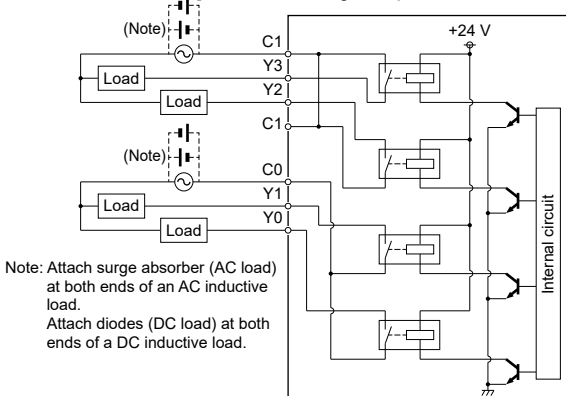 +24 V
(Note)
C1
Y3
Load
Y2
Load
C1
(Note)
C0
Y1
Load
Y0
Load
Internal circuit
Note: Attach surge absorber (AC load)
at both ends of an AC inductive
load.
Attach diodes (DC load) at both
ends of a DC inductive load.